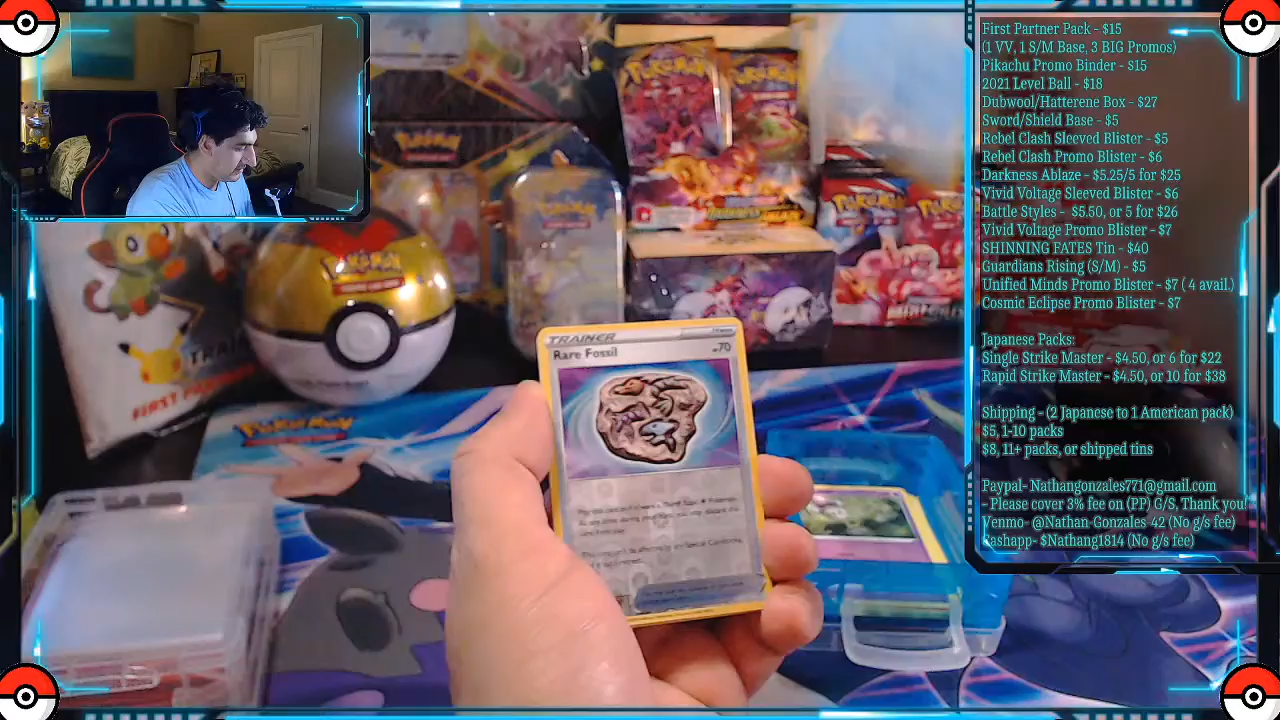 First Partner Pack - $15
(1 VV, 1 S/M Base, 3 BIG Promos)
Pikachu Promo Binder - $15
2021 Level Ball - $18
Dubwool/Hatterene Box - $27
Sword/Shield Base - $5
Rebel Clash Sleeved Blister - $5
Rebel Clash Promo Blister - $6
Darkness Ablaze - $5.25/5 for $25
Vivid Voltage Sleeved Blister - $6
Battle Styles - $5.50, or 5 for $26
Vivid Voltage Promo Blister - $7
SHINNING FATES Tin - $40
Guardians Rising (S/M) - $5
Unified Minds Promo Blister - $7 ( 4 avail.)
Cosmic Eclipse Promo Blister - $7
Japanese Packs:
Single Strike Master - $4.50, or 6 for $22
Rapid Strike Master - $4.50, or 10 for $38
Shipping - (2 Japanese to 1 American pack)
$5, 1-10 packs
$8, 11+ packs, or shipped tins
Paypal- Nathangonzales771@gmail.com
- Please cover 3% fee on (PP) G/S, Thank you!
Venmo- @Nathan-Gonzales-42 (No g/s fee)
Cashapp- $Nathang1814 (No g/s fee)
Pokémon
Pokémon
Pokémon
Pokémon
Pokémon
FIRST PAR
Pokémon
TRAINER
Rare Fossil
70